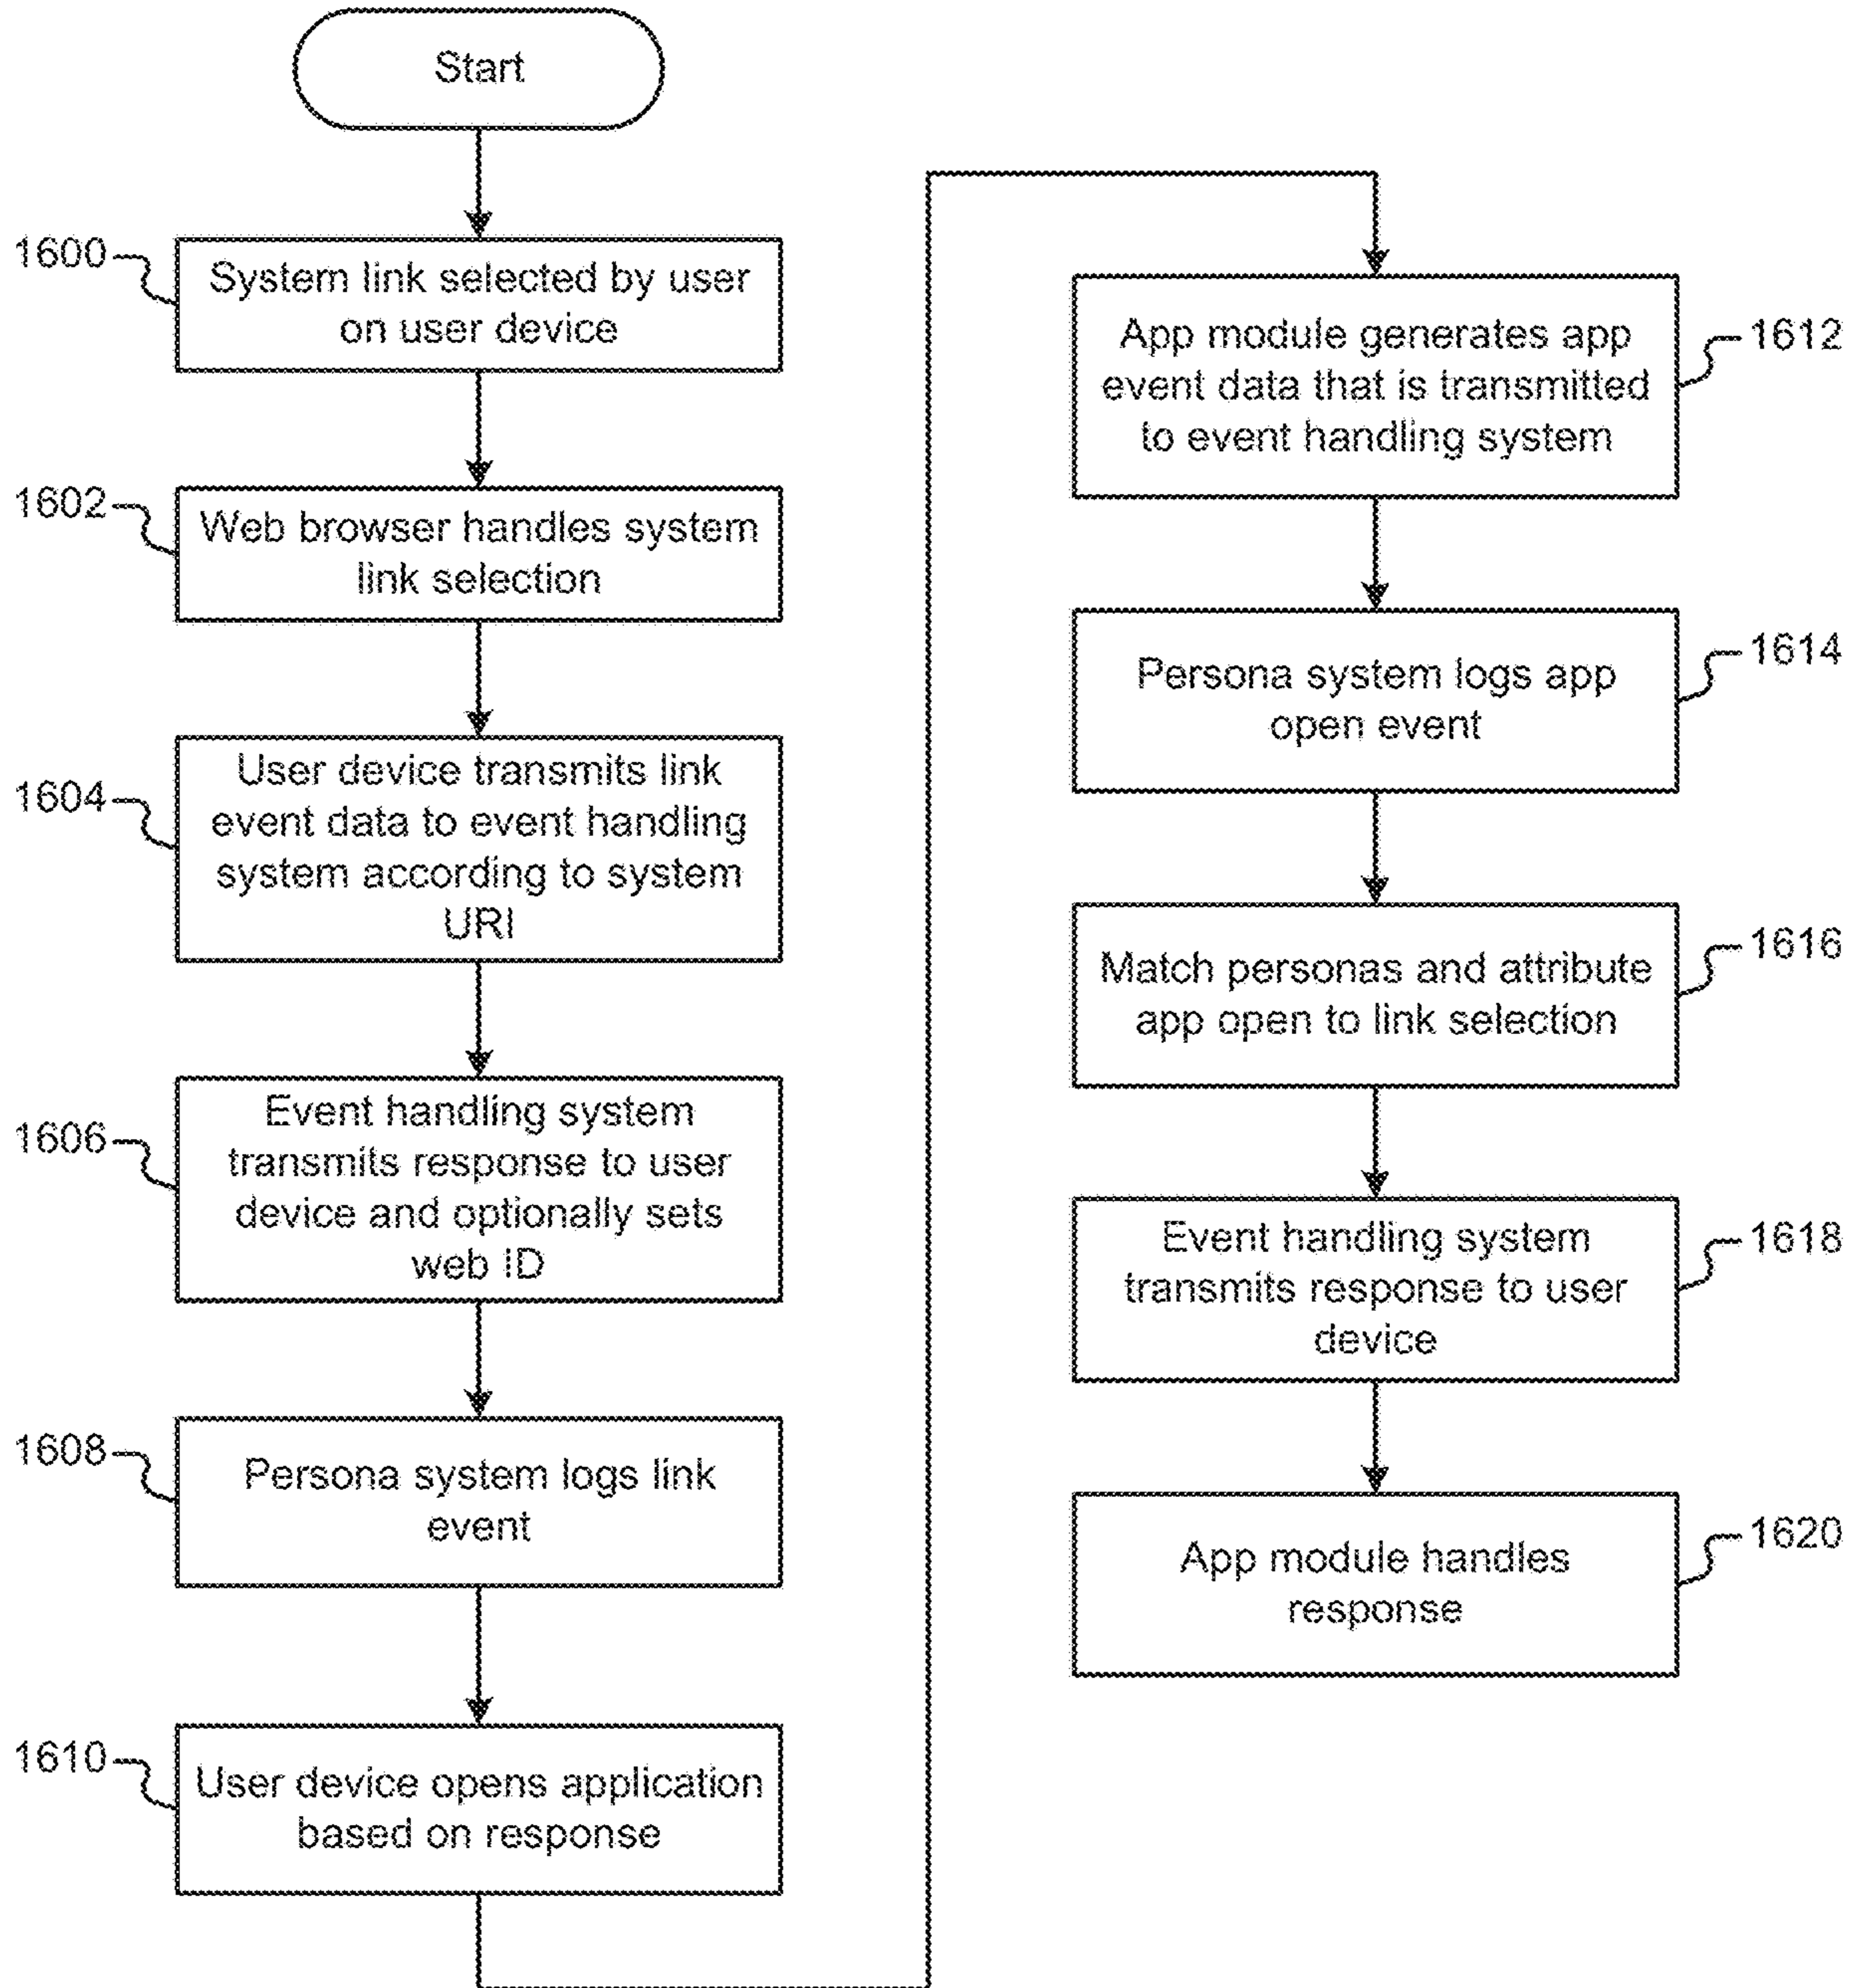 Start
1600
System link selected by user
on user device
1602
Web browser handles system
link selection
1604
User device transmits link
event data to event handling
system according to system
URI
1606
Event handling system
transmits response to user
device and optionally sets
web ID
1608
Persona system logs link
event
1610
User device opens application
based on response
App module generates app
event data that is transmitted
to event handling system
1612
Persona system logs app
open event
1614
Match personas and attribute
app open to link selection
1616
Event handling system
transmits response to user
device
1618
App module handles
response
1620